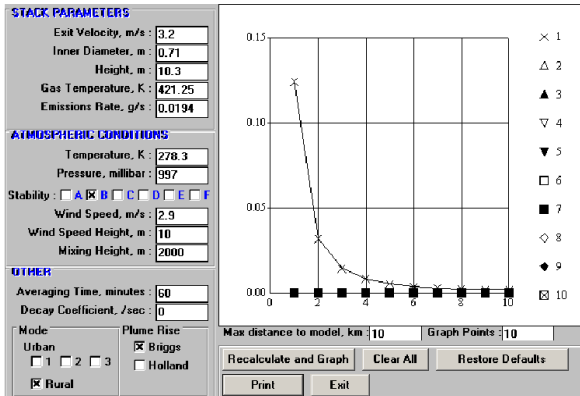 STACK PARAMETERS
Exit Velocity, m/s : 3.2
Inner Diameter, m : 0.71
Height, m : 10.3
Gas Temperature, K : 421.25
Emissions Rate, g/s : 0.0194
ATMOSPHERIC CONDITIONS
Temperature, K : 278.3
Pressure, millibar : 997
Stability : A B C D E F
Wind Speed, m/s : 2.9
Wind Speed Height, m : 10
Mixing Height, m : 2000
OTHER
Averaging Time, minutes : 60
Decay Coefficient, /sec : 0
Mode
Urban
1 2 3
Rural
Plume Rise
Briggs
Holland
0.15
0.10
0.05
0.00
0 2 4 6 8 10
1
2
3
4
5
6
7
8
9
10
Max distance to model, km : 10 Graph Points : 10
Recalculate and Graph Clear All Restore Defaults
Print Exit